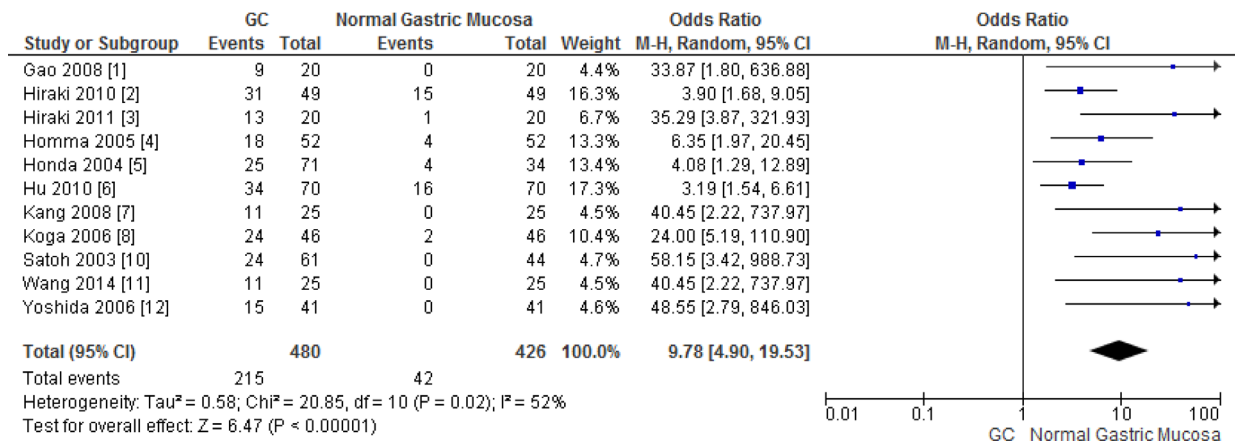 GC Normal Gastric Mucosa Odds Ratio Odds Ratio
Study or Subgroup Events Total Events Total Weight M-H, Random, 95% CI M-H, Random, 95% CI
Gao 2008 [1] 9 20 0 20 4.4% 33.87 [1.80, 636.88]
Hiraki 2010 [2] 31 49 15 49 16.3% 3.90 [1.68, 9.05]
Hiraki 2011 [3] 13 20 1 20 6.7% 35.29 [3.87, 321.93]
Homma 2005 [4] 18 52 4 52 13.3% 6.35 [1.97, 20.45]
Honda 2004 [5] 25 71 4 34 13.4% 4.08 [1.29, 12.89]
Hu 2010 [6] 34 70 16 70 17.3% 3.19 [1.54, 6.61]
Kang 2008 [7] 11 25 0 25 4.5% 40.45 [2.22, 737.97]
Koga 2006 [8] 24 46 2 46 10.4% 24.00 [5.19, 110.90]
Satoh 2003 [10] 24 61 0 44 4.7% 58.15 [3.42, 988.73]
Wang 2014 [11] 11 25 0 25 4.5% 40.45 [2.22, 737.97]
Yoshida 2006 [12] 15 41 0 41 4.6% 48.55 [2.79, 846.03]
Total (95% CI) 480 426 100.0% 9.78 [4.90, 19.53]
Total events 215 42
Heterogeneity: Tau² = 0.58; Chi² = 20.85, df = 10 (P = 0.02); I² = 52%
Test for overall effect: Z = 6.47 (P < 0.00001)
0.01 0.1 1 10 100
GC Normal Gastric Mucosa